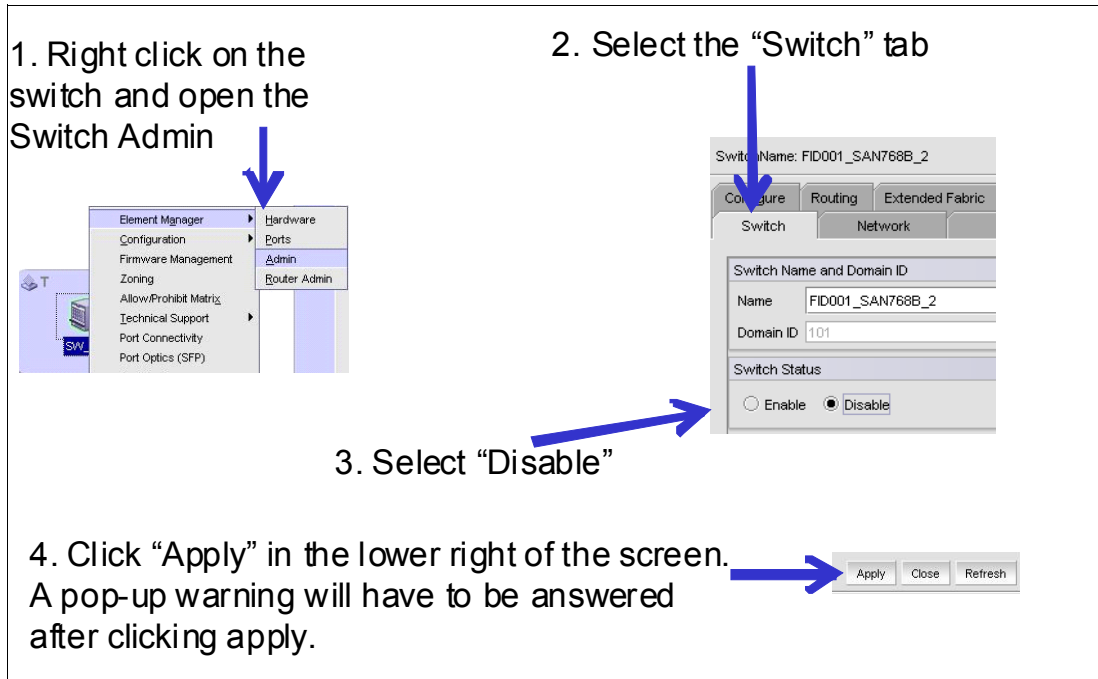 1. Right click on the
switch and open the
Switch Admin
2. Select the “Switch” tab
Element Manager
Configuration
Firmware Management
Zoning
Allow/Prohibit Matrix
Technical Support
Port Connectivity
Port Optics (SFP)
Hardware
Ports
Admin
Router Admin
T
SW_
SwitchName: FID001_SAN768B_2
Configure Routing Extended Fabric
Switch Network
Switch Name and Domain ID
Name FID001_SAN768B_2
Domain ID 101
Switch Status
Enable Disable
3. Select “Disable”
4. Click “Apply” in the lower right of the screen.
A pop-up warning will have to be answered
after clicking apply.
Apply Close Refresh